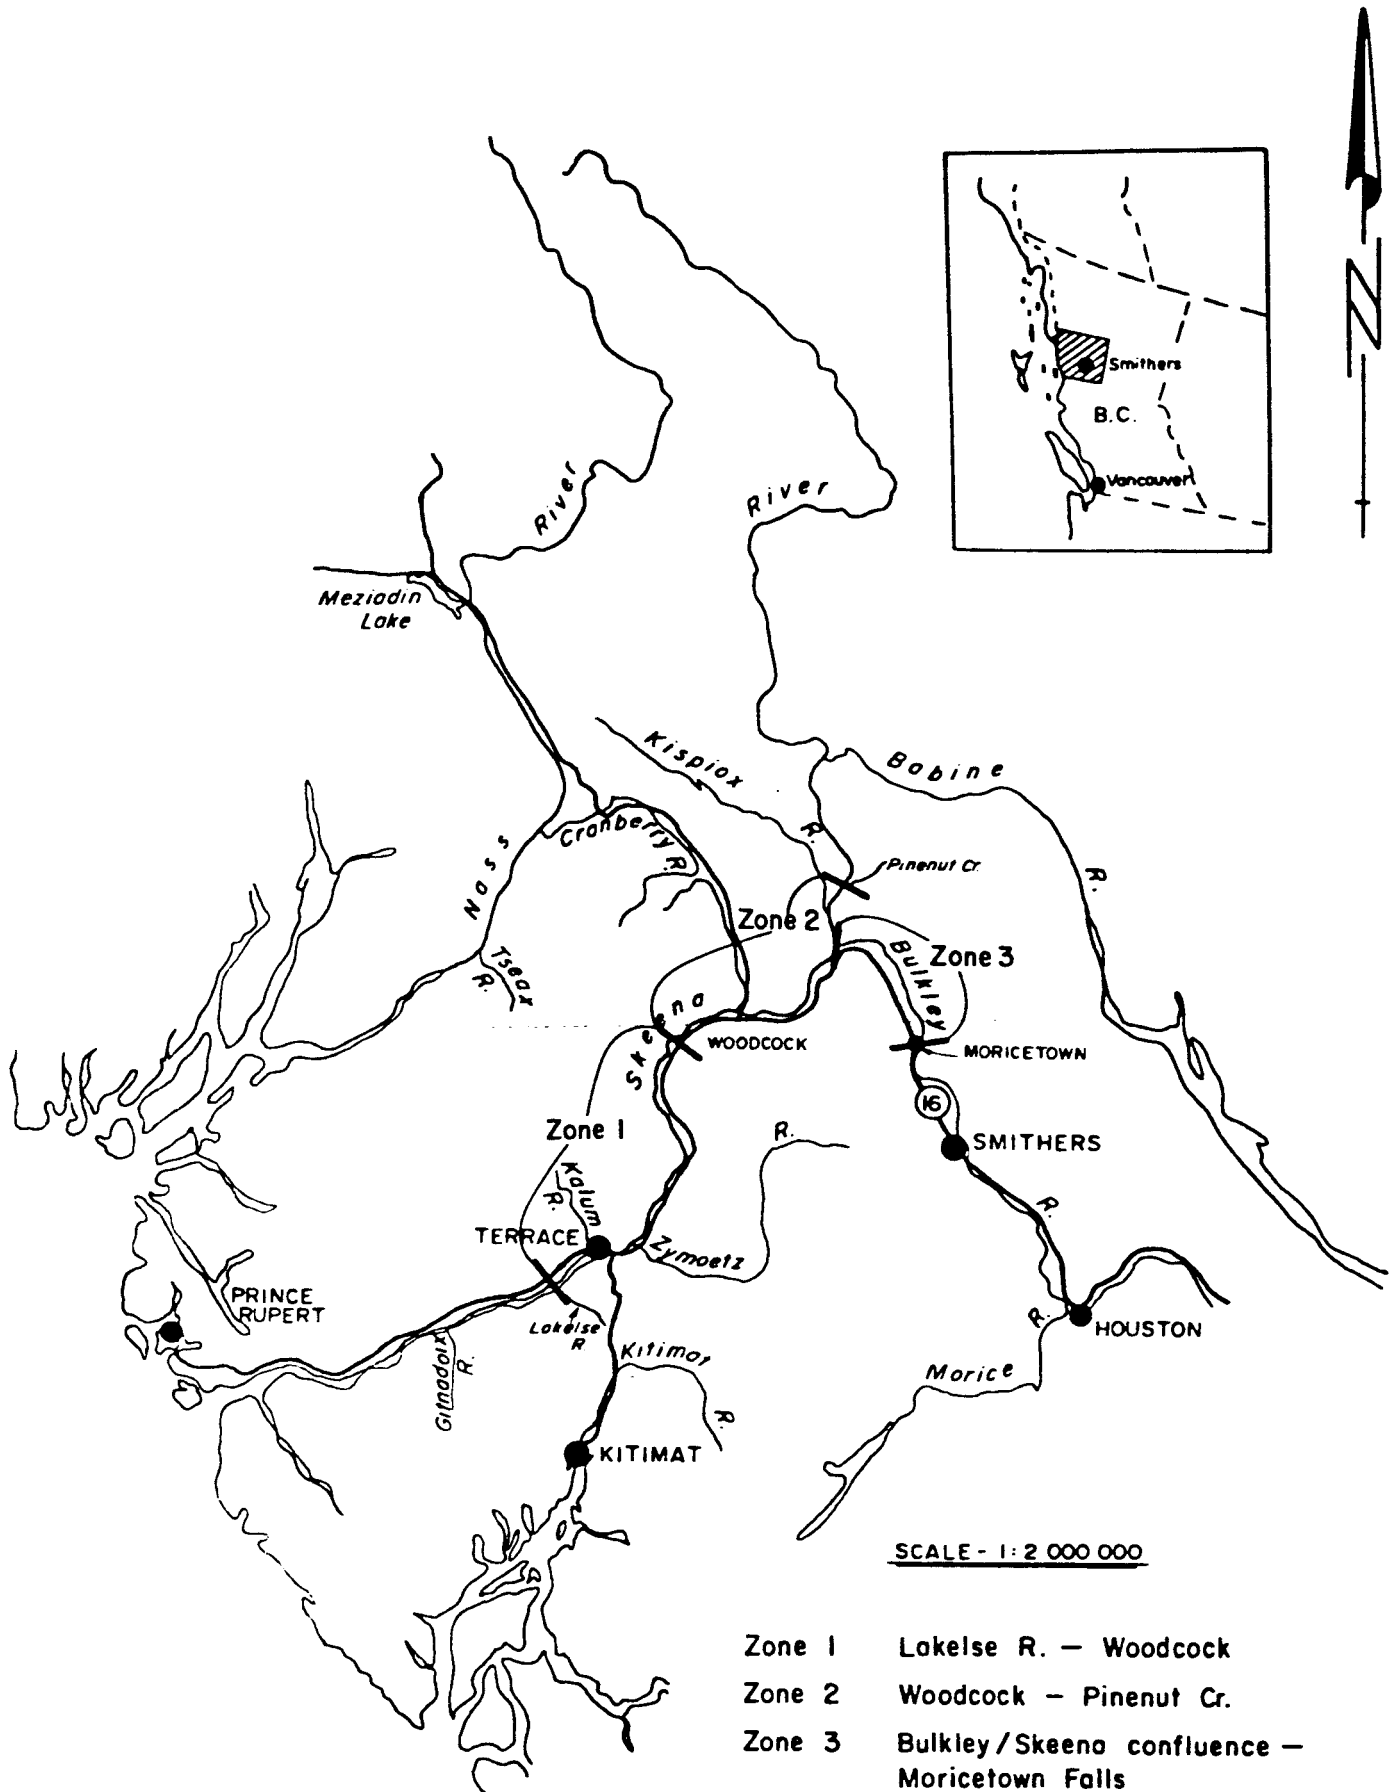 N
Smithers
B.C.
Vancouver
River
River
Meziadin
Lake
Kispiox
R.
Babine
R.
Cranberry R.
Nass
Pinenut Cr.
Zone 2
Tseax
R.
Bulkley
Zone 3
Skeena
WOODCOCK
MORICETOWN
16
Zone 1
R.
SMITHERS
Kalum
R.
R.
TERRACE
Zymoetz
PRINCE
RUPERT
Lakelse
R
R.
HOUSTON
Gitnadoix
R.
Kitimat
R.
Morice
KITIMAT
SCALE - 1:2 000 000
Zone 1 Lakelse R. — Woodcock
Zone 2 Woodcock — Pinenut Cr.
Zone 3 Bulkley/Skeena confluence —
Moricetown Falls